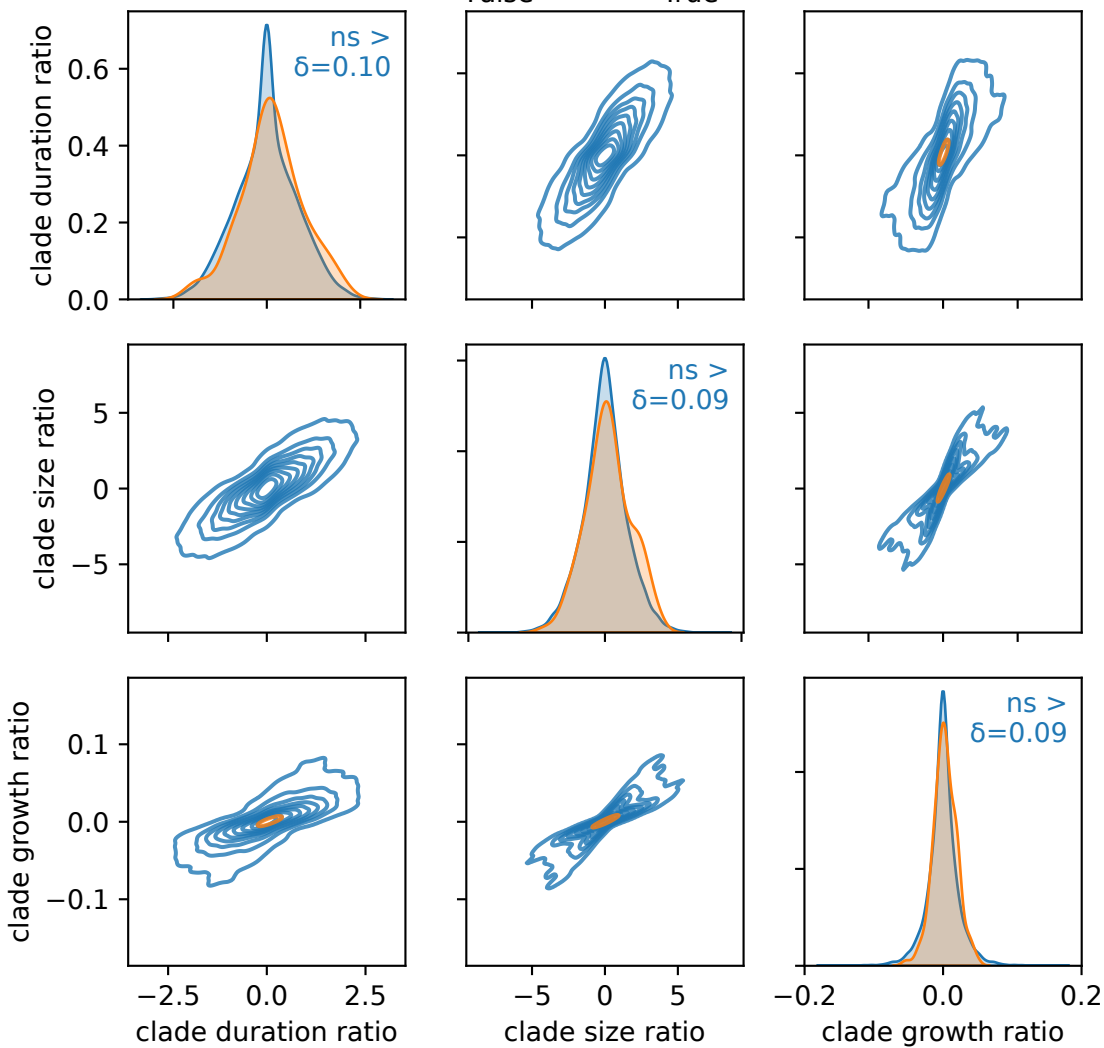 True
clade duration ratio
0.6
0.4
0.2
0.0
ns >
δ=0.10
clade size ratio
5
0
−5
ns >
δ=0.09
clade growth ratio
0.1
0.0
−0.1
ns >
δ=0.09
−2.5 0.0 2.5
−5 0 5
−0.2 0.0 0.2
clade duration ratio
clade size ratio
clade growth ratio